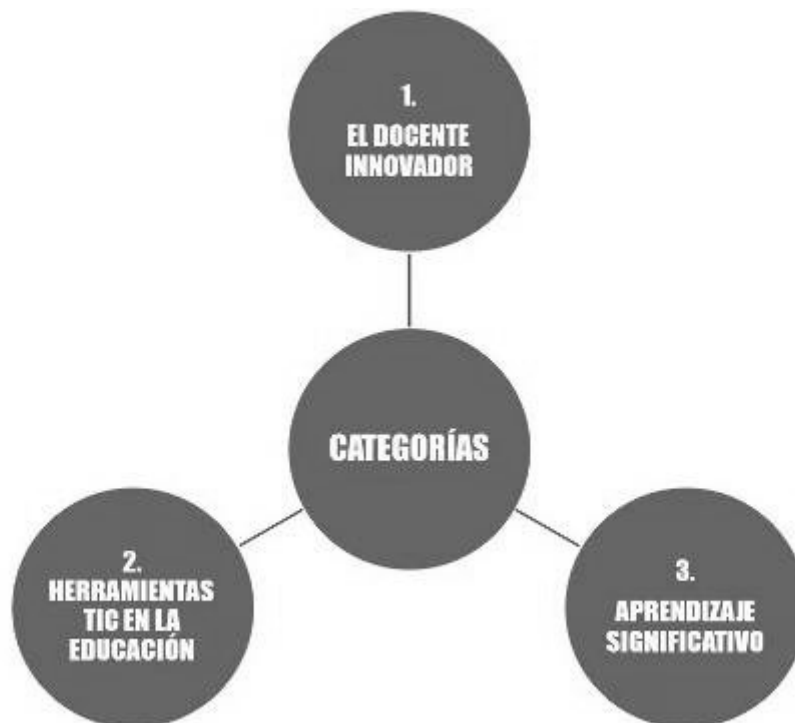 1.
EL DOCENTE
INNOVADOR
CATEGORÍAS
2.
HERRAMIENTAS
TIC EN LA
EDUCACIÓN
3.
APRENDIZAJE
SIGNIFICATIVO